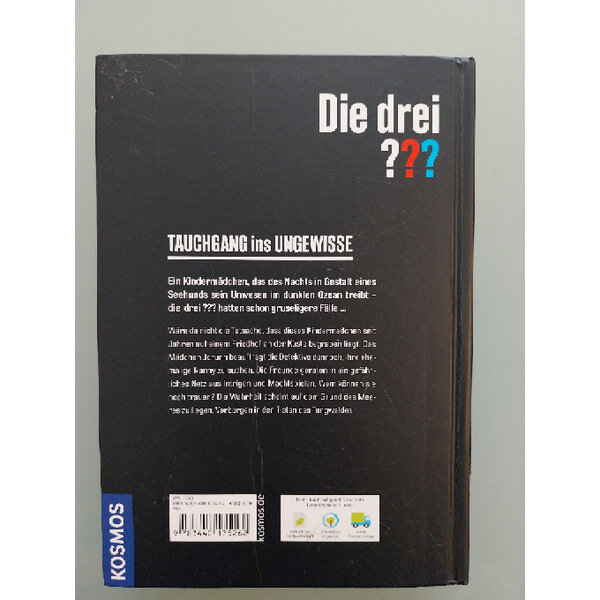 Die drei
???
TAUCHGANG ins UNGEWISSE
Ein Kindermädchen, das des Nachts in Gestalt eines
Seehunds sein Unwesen im dunklen Ozean treibt –
die drei ??? hatten schon gruseligere Fälle ...
Wäre da nicht die Tatsache, dass dieses Kindermädchen seit
Jahren auf einem Friedhof an der Küste begraben liegt. Das
Mädchen Jorunn beauftragt die Detektive dennoch, ihre ehe-
malige Nanny zu suchen. Die Freunde geraten in ein gefähr-
liches Netz aus Intrigen und Machtspielen. Wem können sie
noch trauen? Die Wahrheit scheint auf dem Grund des Mee-
res zu liegen. Verborgen in den Tiefen des Tangwaldes.
KOSMOS
kosmos.de